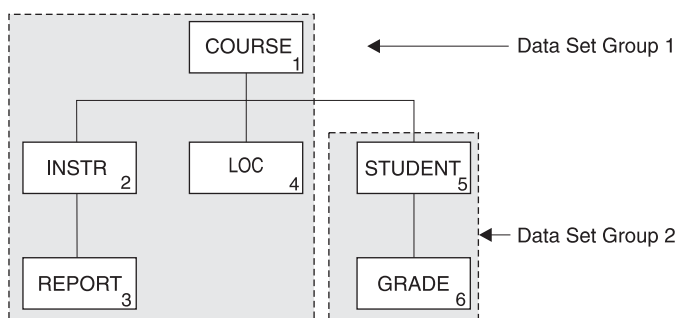 COURSE 1
Data Set Group 1
INSTR 2
LOC 4
STUDENT 5
Data Set Group 2
REPORT 3
GRADE 6